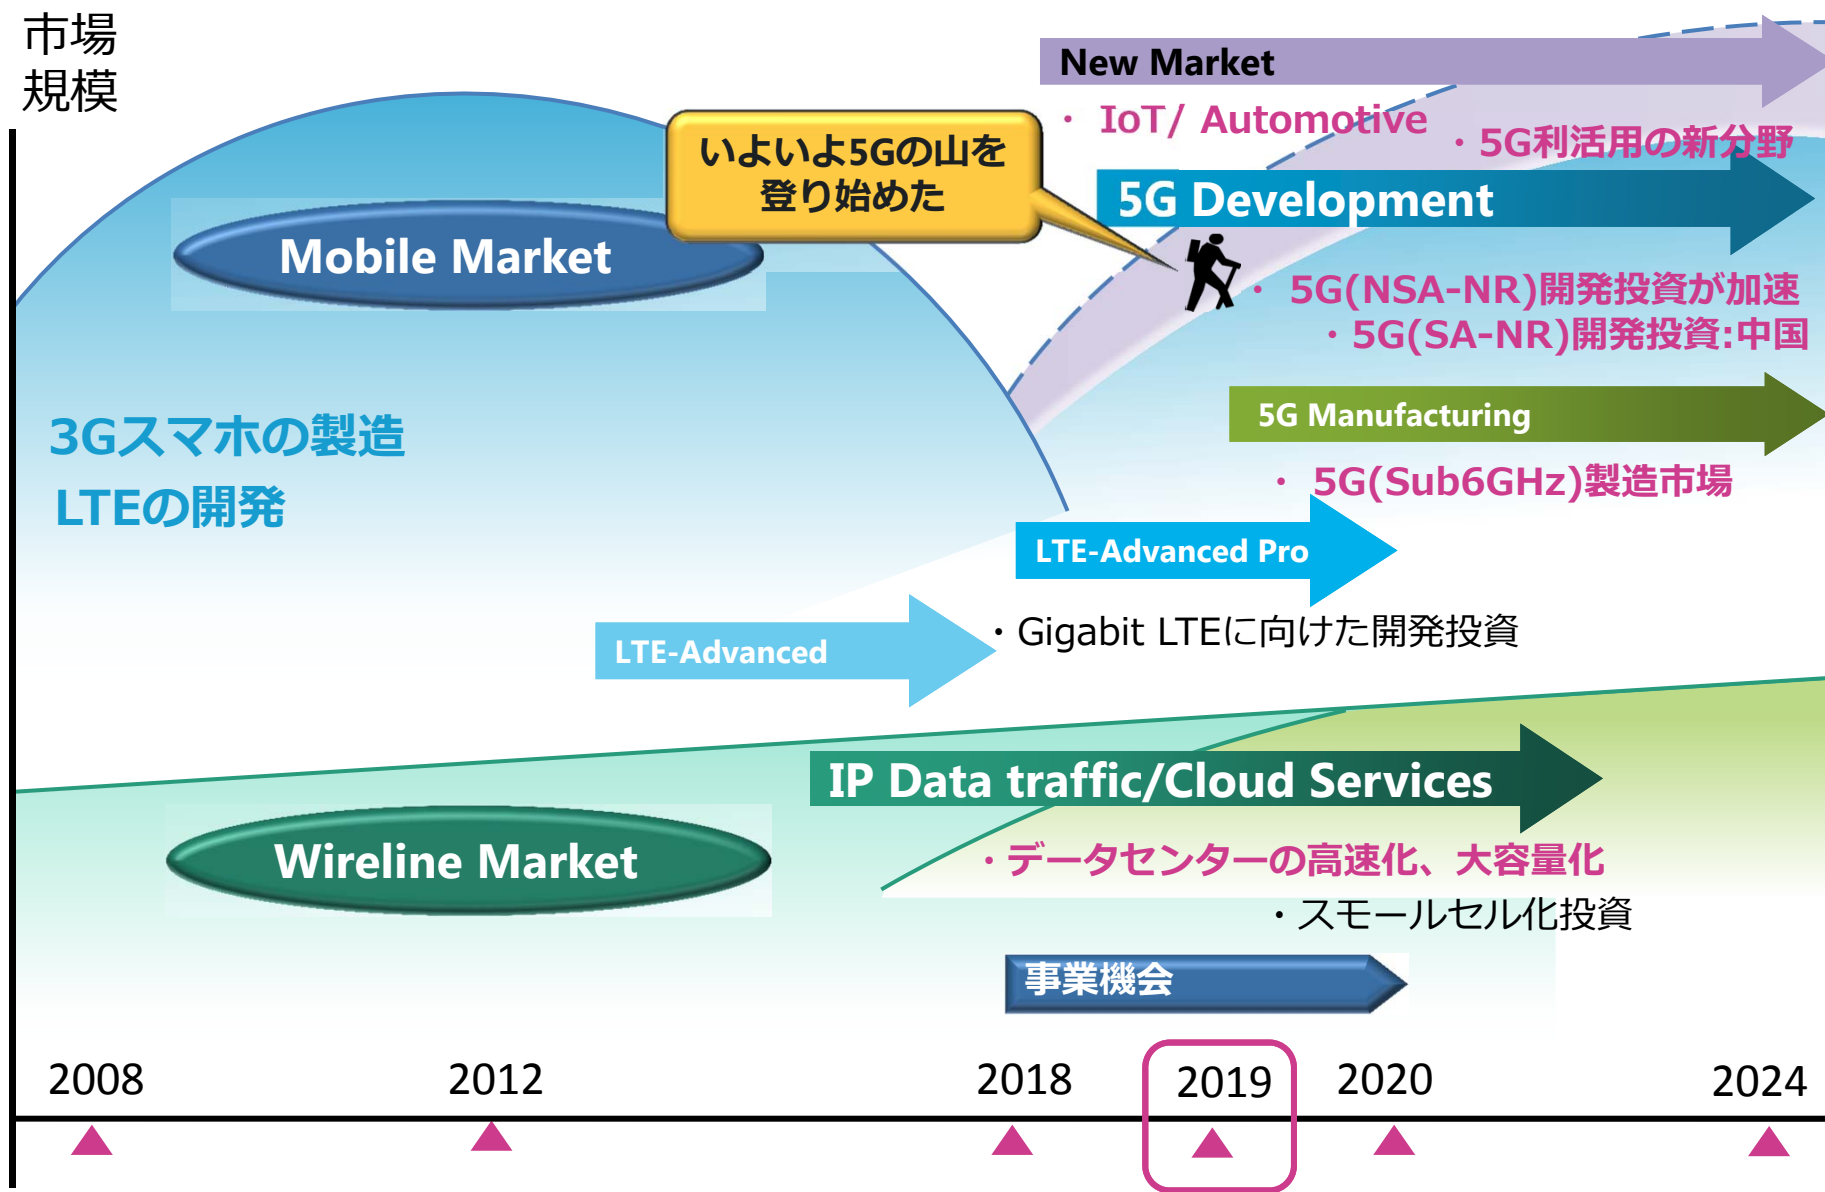 市場
規模
New Market
・ IoT/ Automotive
・5G利活用の新分野
いよいよ5Gの山を
登り始めた
5G Development
Mobile Market
・ 5G(NSA-NR)開発投資が加速
・5G(SA-NR)開発投資:中国
3Gスマホの製造
LTEの開発
5G Manufacturing
・ 5G(Sub6GHz)製造市場
LTE-Advanced Pro
・Gigabit LTEに向けた開発投資
LTE-Advanced
IP Data traffic/Cloud Services
Wireline Market
・データセンターの高速化、大容量化
・スモールセル化投資
事業機会
2008 2012 2018 2019 2020 2024